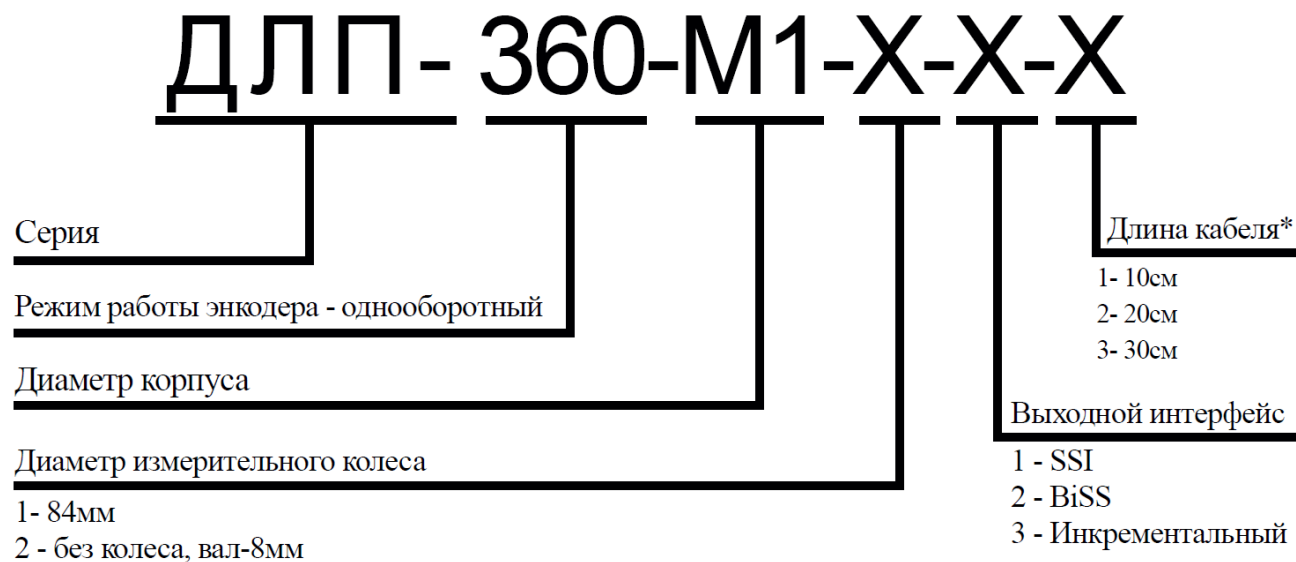 ДЛП- 360-М1-Х-Х-Х
Серия
Режим работы энкодера - однооборотный
Диаметр корпуса
Диаметр измерительного колеса
1- 84мм
2 - без колеса, вал-8мм
Длина кабеля*
1- 10см
2- 20см
3- 30см
Выходной интерфейс
1 - SSI
2 - BiSS
3 - Инкрементальный